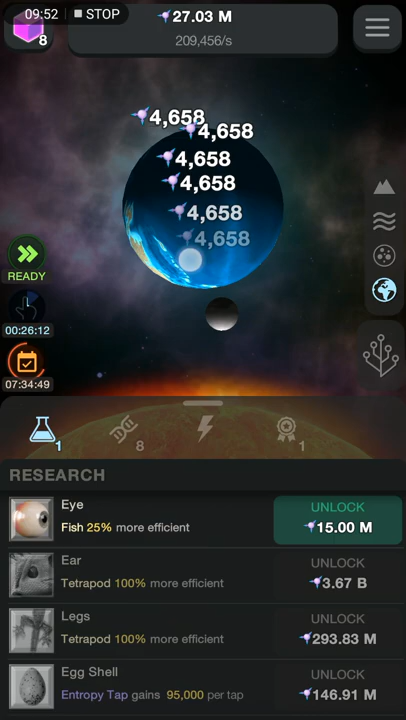 09:52 STOP
8
27.03 M
209,456/s
4,658
4,658
4,658
4,658
4,658
4,658
READY
00:26:12
07:34:49
1
8
1
RESEARCH
Eye
Fish 25% more efficient
UNLOCK
15.00 M
Ear
Tetrapod 100% more efficient
UNLOCK
3.67 B
Legs
Tetrapod 100% more efficient
UNLOCK
293.83 M
Egg Shell
Entropy Tap gains 95,000 per tap
UNLOCK
146.91 M